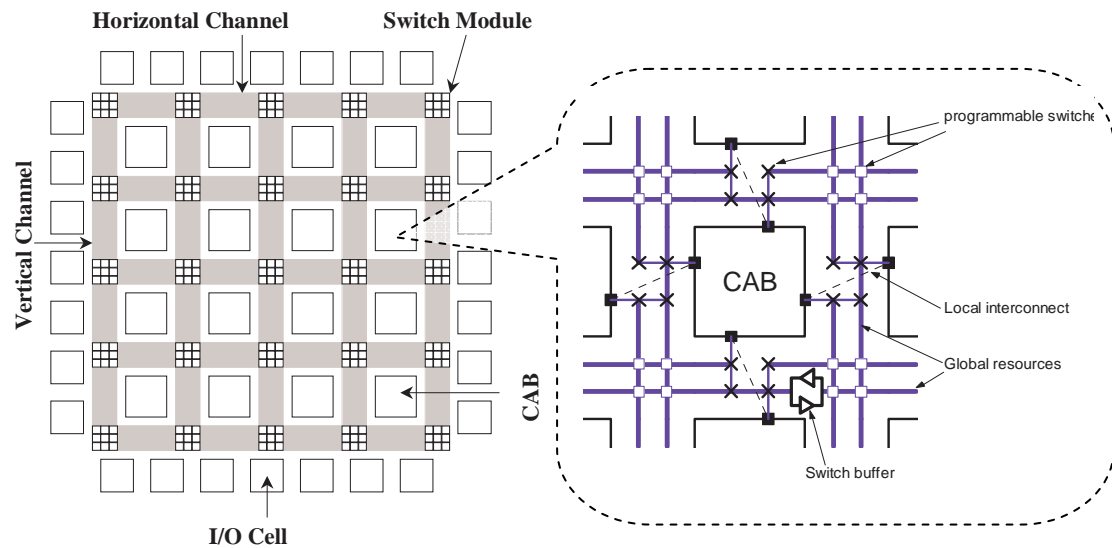 Horizontal Channel
Switch Module
Vertical Channel
CAB
I/O Cell
programmable switche
CAB
Local interconnect
Global resources
Switch buffer